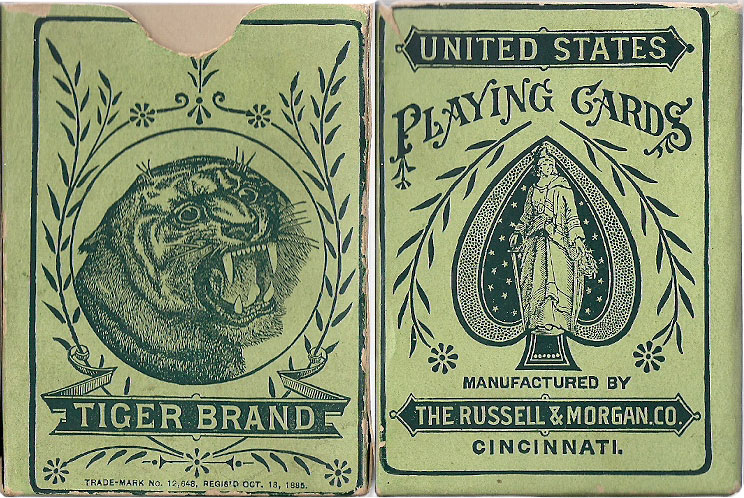 TIGER BRAND
TRADE-MARK No. 12,648, REGIS'D OCT. 13, 1885.
UNITED STATES
PLAYING CARDS
MANUFACTURED BY
THE RUSSELL & MORGAN.CO.
CINCINNATI.